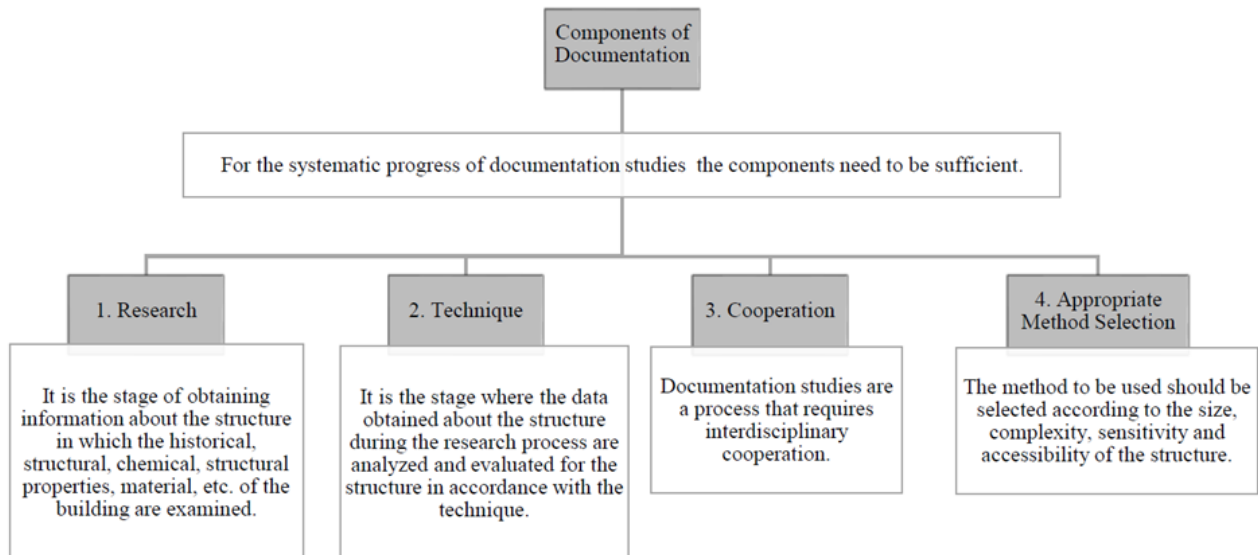 Components of
Documentation
For the systematic progress of documentation studies the components need to be sufficient.
1. Research
It is the stage of obtaining
information about the structure
in which the historical,
structural, chemical, structural
properties, material, etc. of the
building are examined.
2. Technique
It is the stage where the data
obtained about the structure
during the research process are
analyzed and evaluated for the
structure in accordance with the
technique.
3. Cooperation
Documentation studies are
a process that requires
interdisciplinary
cooperation.
4. Appropriate
Method Selection
The method to be used should be
selected according to the size,
complexity, sensitivity and
accessibility of the structure.